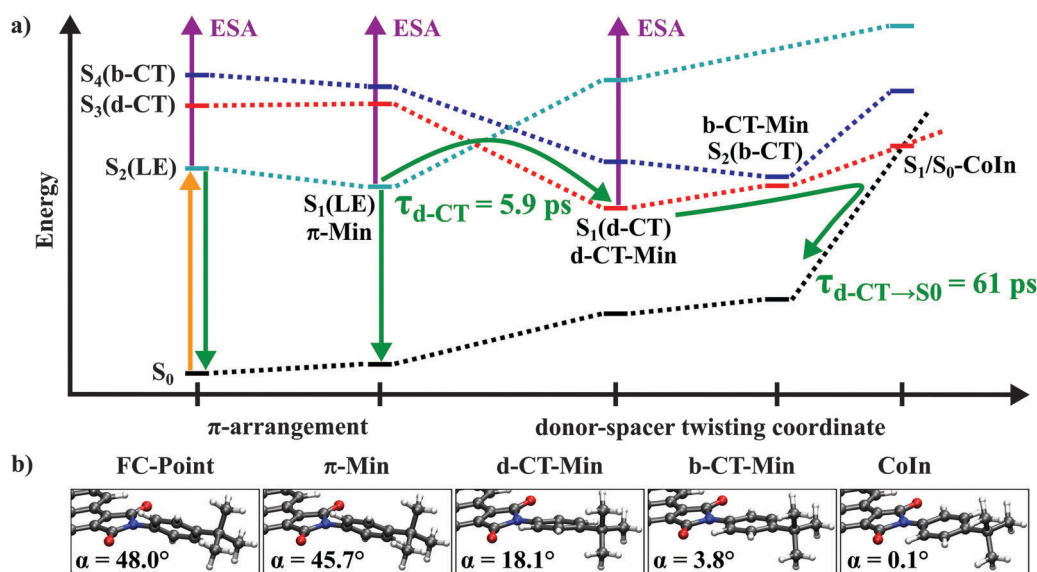 a)
ESA
ESA
ESA
S₄(b-CT)
S₃(d-CT)
S₂(LE)
S₀
Energy
S₁(LE)
π-Min
τd-CT = 5.9 ps
S₁(d-CT)
d-CT-Min
b-CT-Min
S₂(b-CT)
S₁/S₀-CoIn
τd-CT→S0 = 61 ps
π-arrangement
donor-spacer twisting coordinate
b)
FC-Point
π-Min
d-CT-Min
b-CT-Min
CoIn
α = 48.0°
α = 45.7°
α = 18.1°
α = 3.8°
α = 0.1°